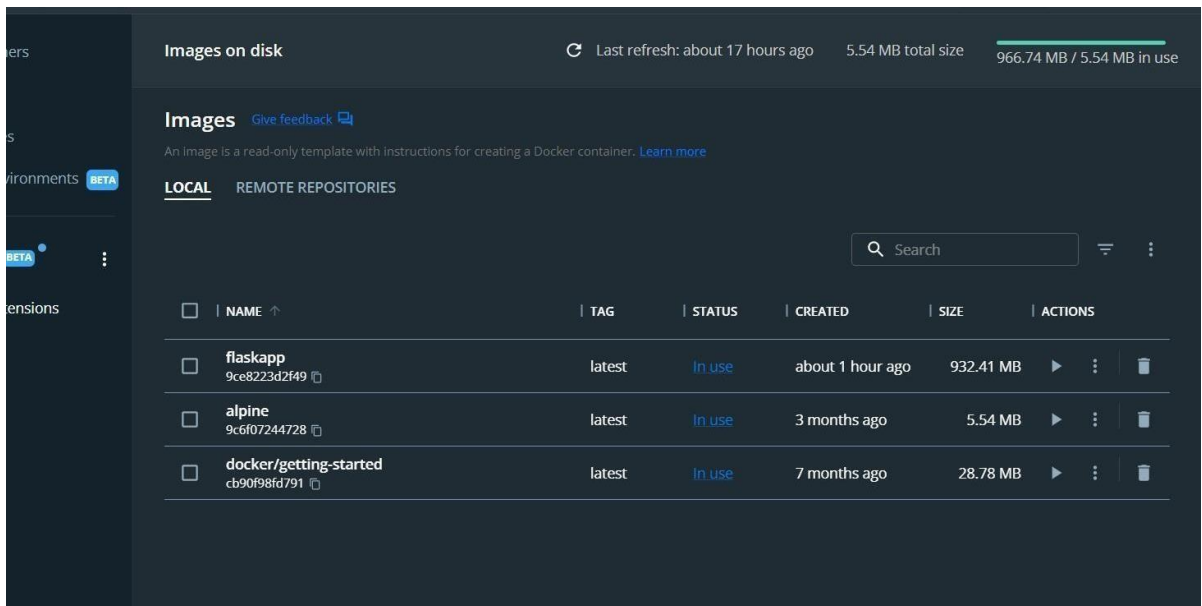 ers
Images on disk
Last refresh: about 17 hours ago
5.54 MB total size
966.74 MB / 5.54 MB in use
s
vironments BETA
BETA
ensions
Images Give feedback
An image is a read-only template with instructions for creating a Docker container. Learn more
LOCAL REMOTE REPOSITORIES
Search
NAME TAG STATUS CREATED SIZE ACTIONS
flaskapp
9ce8223d2f49
latest In use about 1 hour ago 932.41 MB
alpine
9c6f07244728
latest In use 3 months ago 5.54 MB
docker/getting-started
cb90f98fd791
latest In use 7 months ago 28.78 MB